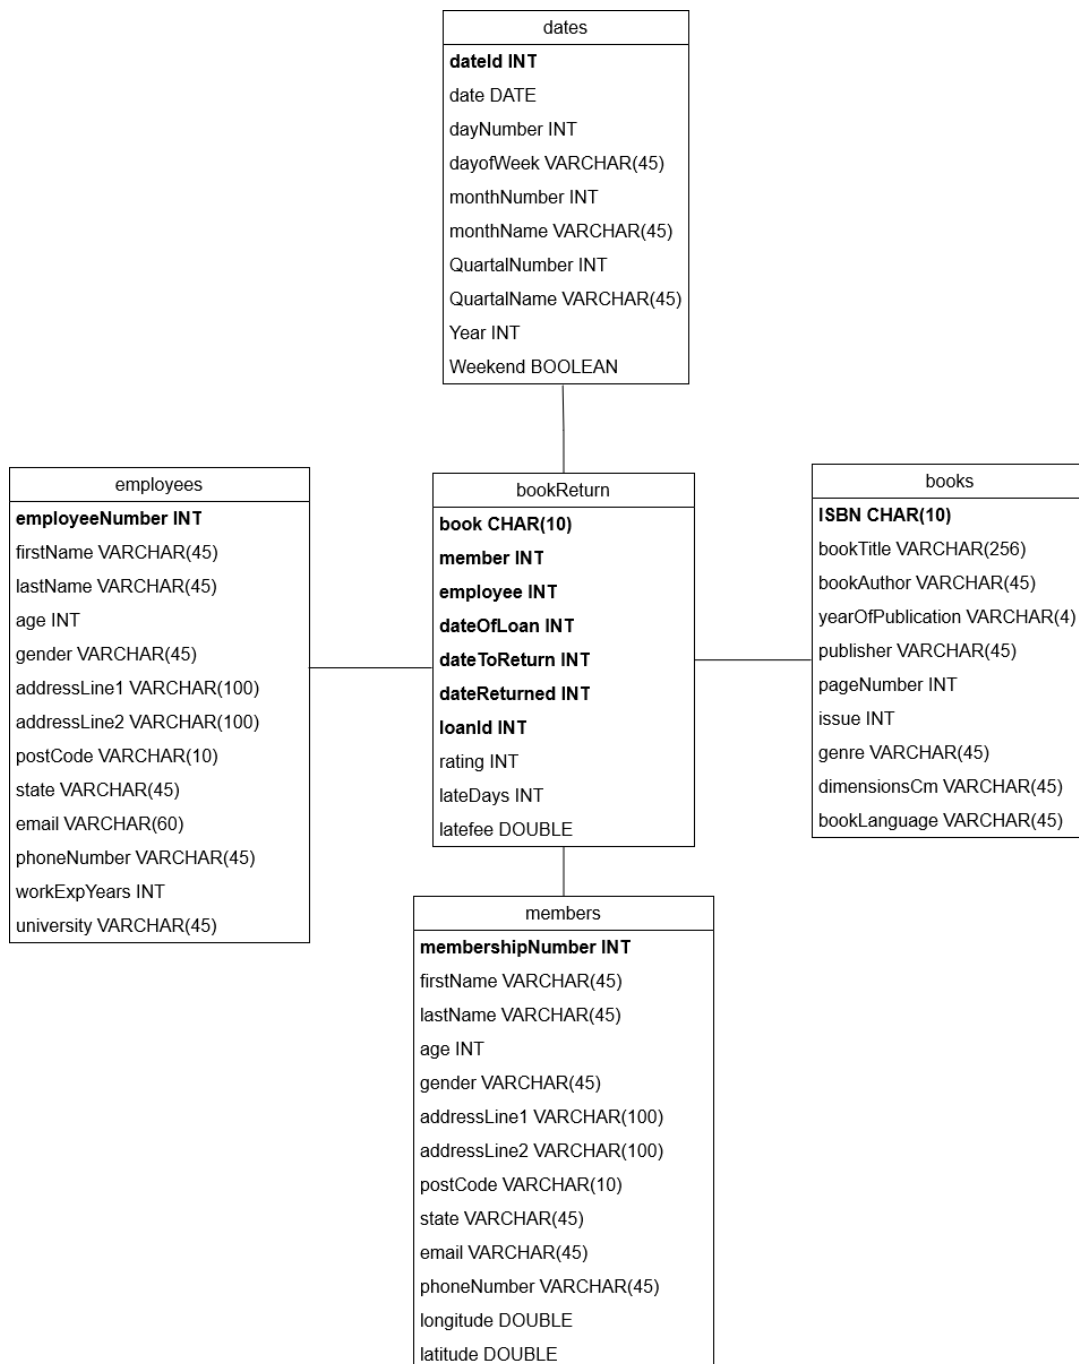 dates
dateId INT
date DATE
dayNumber INT
dayofWeek VARCHAR(45)
monthNumber INT
monthName VARCHAR(45)
QuartalNumber INT
QuartalName VARCHAR(45)
Year INT
Weekend BOOLEAN
employees
employeeNumber INT
firstName VARCHAR(45)
lastName VARCHAR(45)
age INT
gender VARCHAR(45)
addressLine1 VARCHAR(100)
addressLine2 VARCHAR(100)
postCode VARCHAR(10)
state VARCHAR(45)
email VARCHAR(60)
phoneNumber VARCHAR(45)
workExpYears INT
university VARCHAR(45)
bookReturn
book CHAR(10)
member INT
employee INT
dateOfLoan INT
dateToReturn INT
dateReturned INT
loanId INT
rating INT
lateDays INT
latefee DOUBLE
books
ISBN CHAR(10)
bookTitle VARCHAR(256)
bookAuthor VARCHAR(45)
yearOfPublication VARCHAR(4)
publisher VARCHAR(45)
pageNumber INT
issue INT
genre VARCHAR(45)
dimensionsCm VARCHAR(45)
bookLanguage VARCHAR(45)
members
membershipNumber INT
firstName VARCHAR(45)
lastName VARCHAR(45)
age INT
gender VARCHAR(45)
addressLine1 VARCHAR(100)
addressLine2 VARCHAR(100)
postCode VARCHAR(10)
state VARCHAR(45)
email VARCHAR(45)
phoneNumber VARCHAR(45)
longitude DOUBLE
latitude DOUBLE